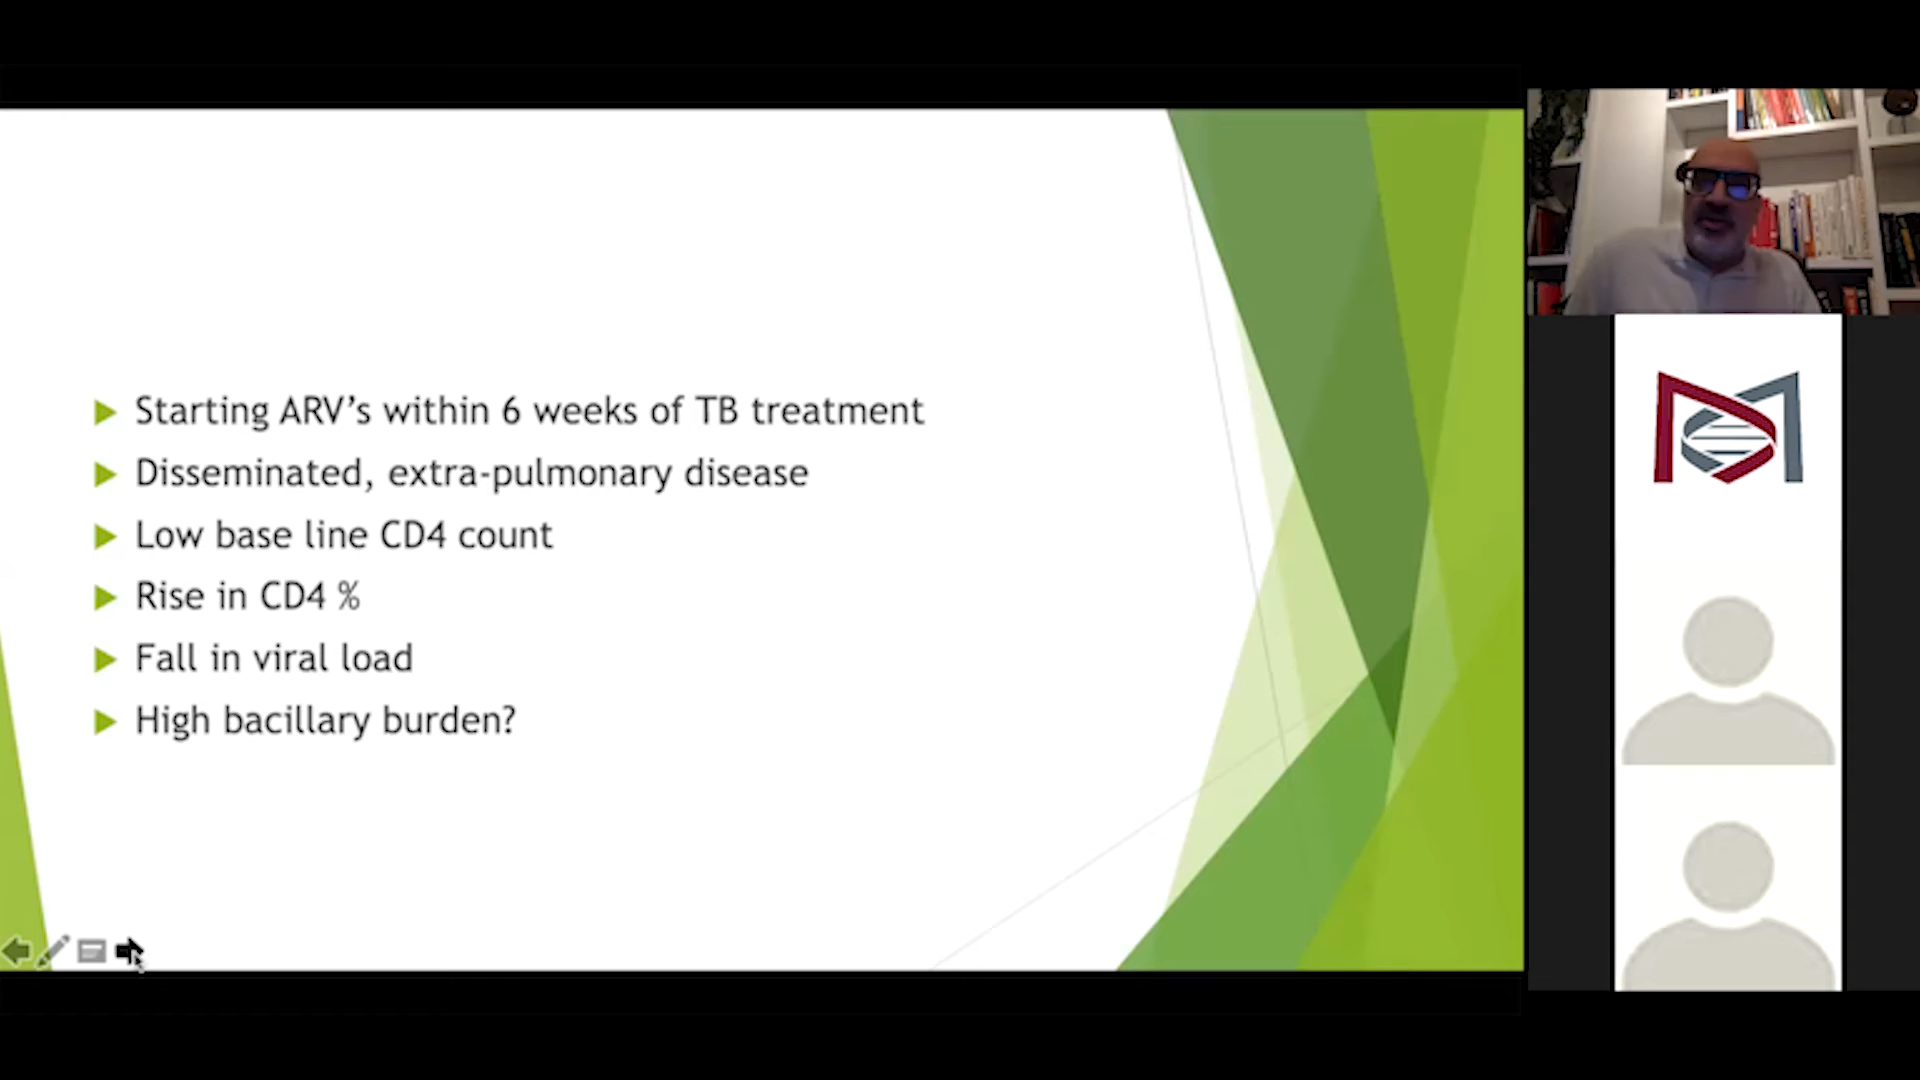 Starting ARV's within 6 weeks of TB treatment
Disseminated, extra-pulmonary disease
Low base line CD4 count
Rise in CD4 %
Fall in viral load
High bacillary burden?